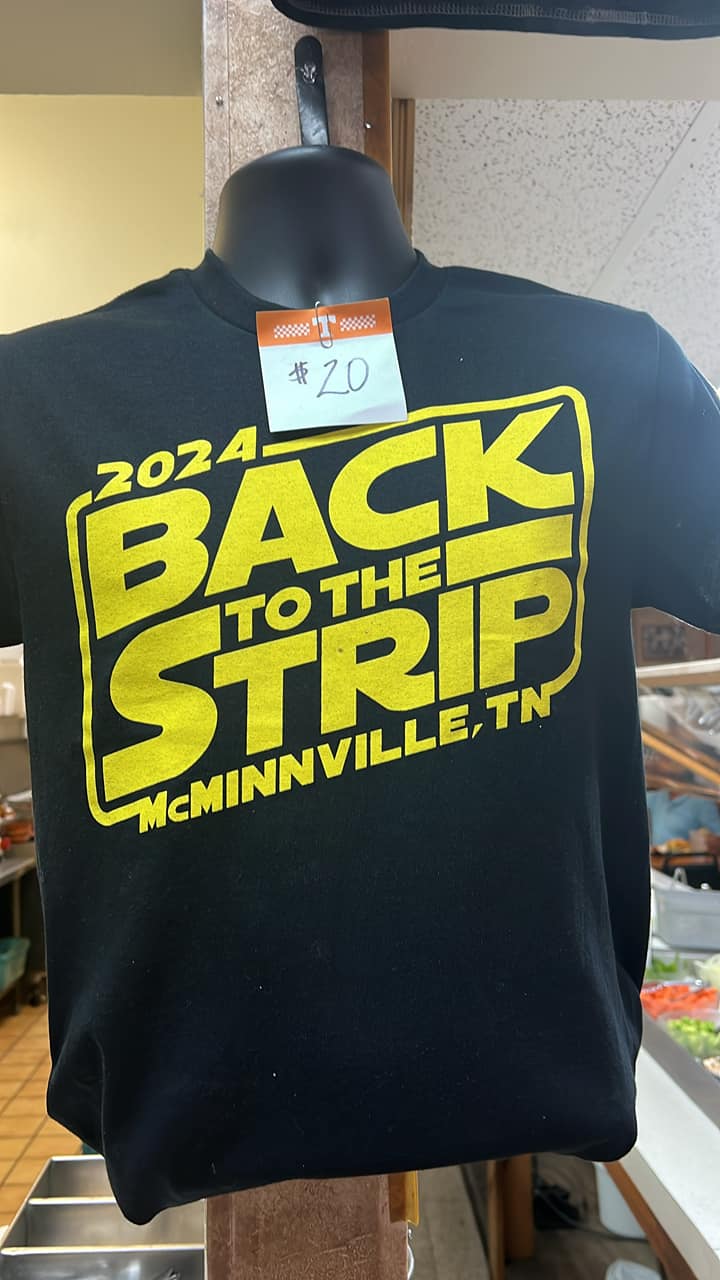 T
$20
2024
BACK
TO THE
STRIP
McMINNVILLE, TN